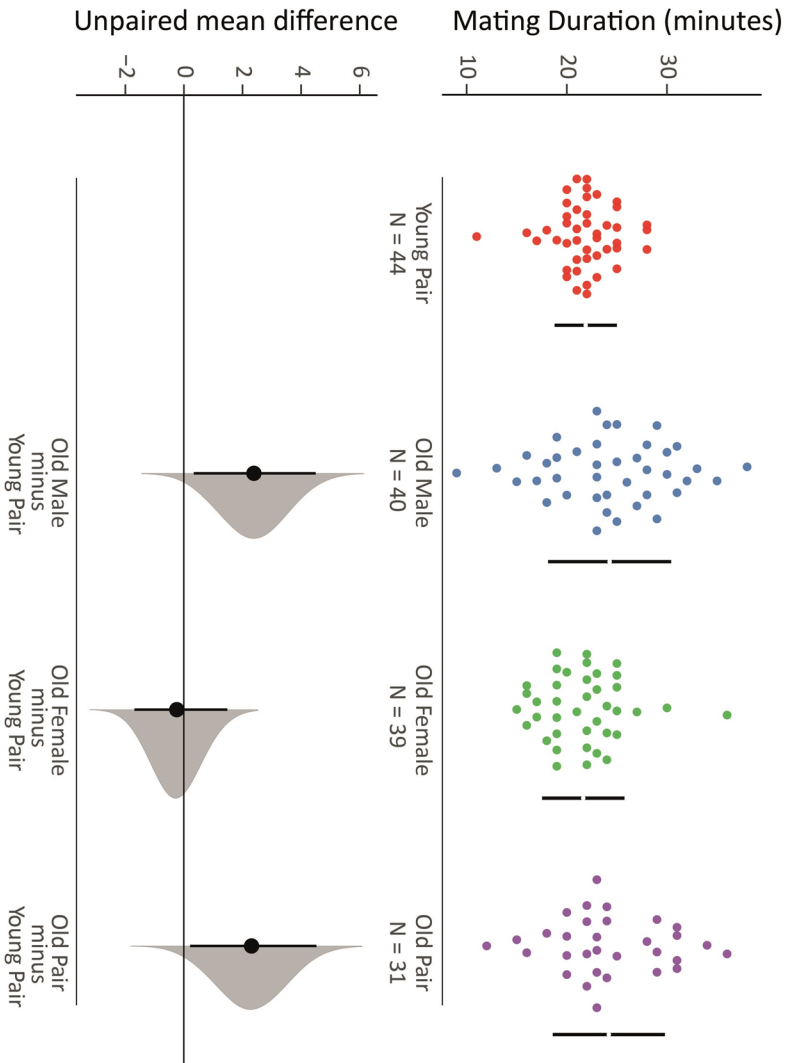 Mating Duration (minutes)
10
20
30
Young Pair
N = 44
Old Male
N = 40
Old Female
N = 39
Old Pair
N = 31
Unpaired mean difference
−2
0
2
4
6
Old Male
minus
Young Pair
Old Female
minus
Young Pair
Old Pair
minus
Young Pair